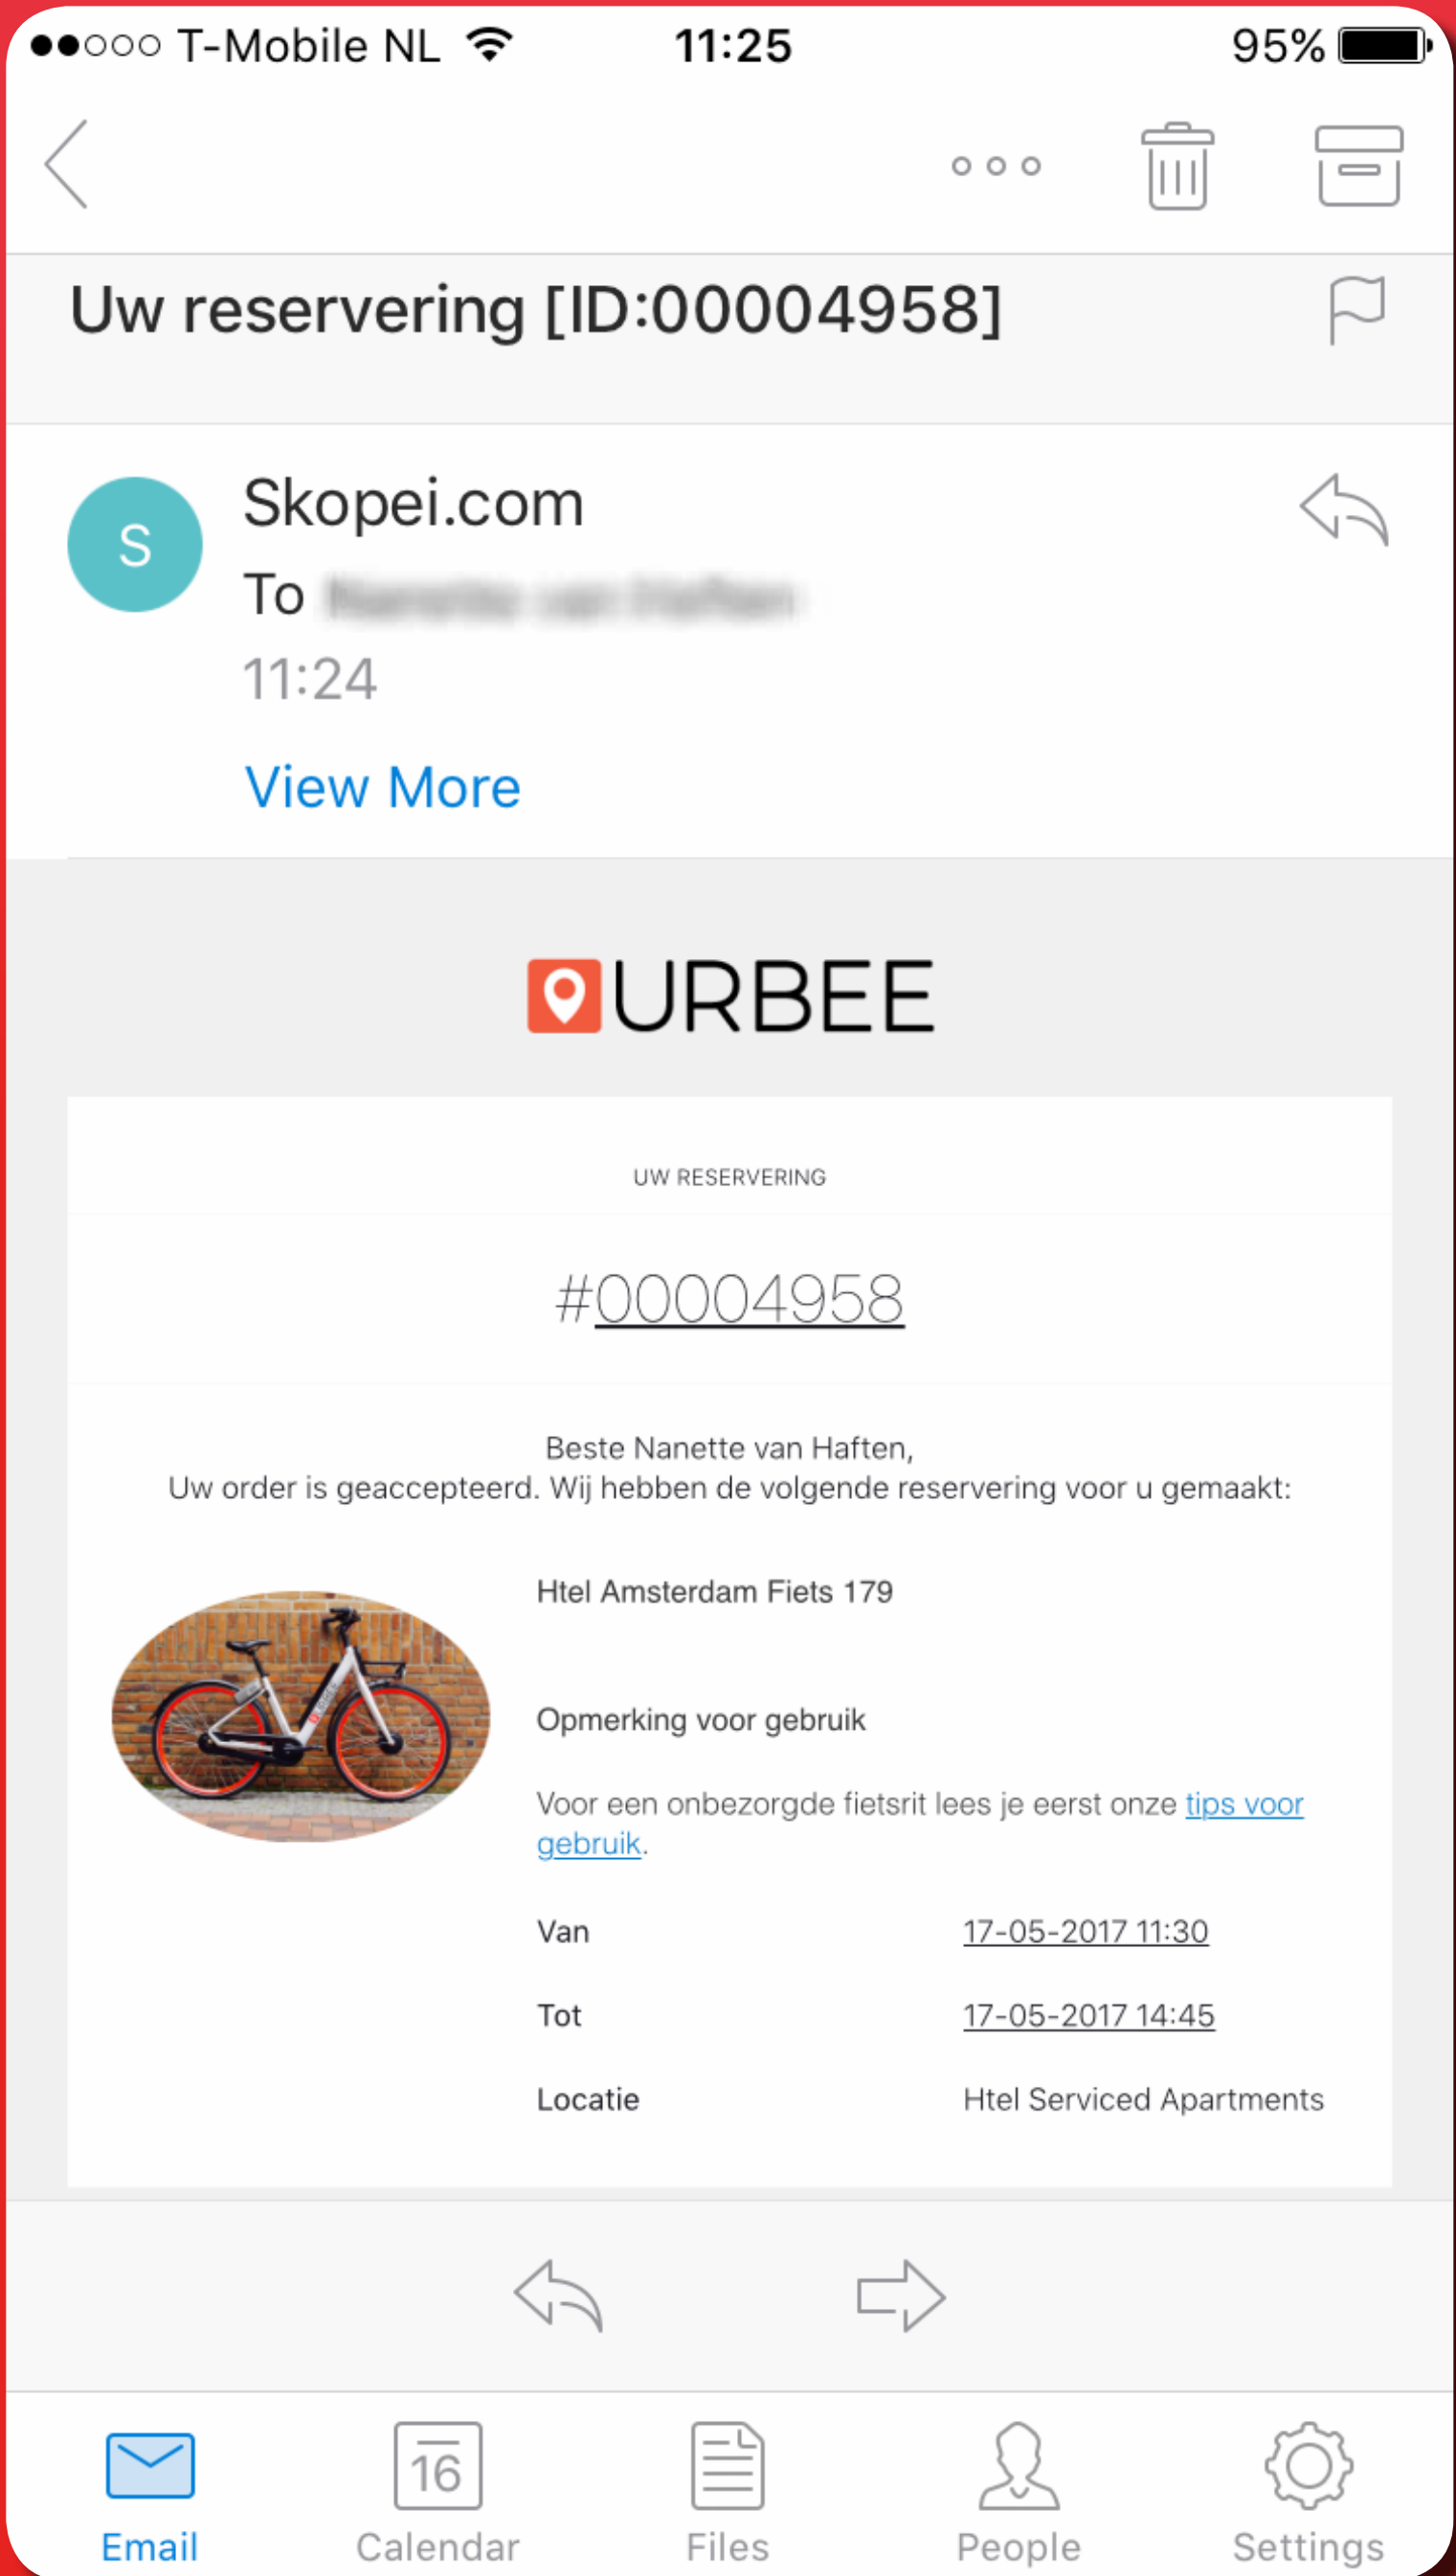 T-Mobile NL 11:25 95%
Uw reservering [ID:00004958]
S
Skopei.com
To
11:24
View More
URBEE
UW RESERVERING
#00004958
Beste Nanette van Haften,
Uw order is geaccepteerd. Wij hebben de volgende reservering voor u gemaakt:
Htel Amsterdam Fiets 179
Opmerking voor gebruik
Voor een onbezorgde fietsrit lees je eerst onze tips voor
gebruik.
Van 17-05-2017 11:30
Tot 17-05-2017 14:45
Locatie Htel Serviced Apartments
16
Email Calendar Files People Settings